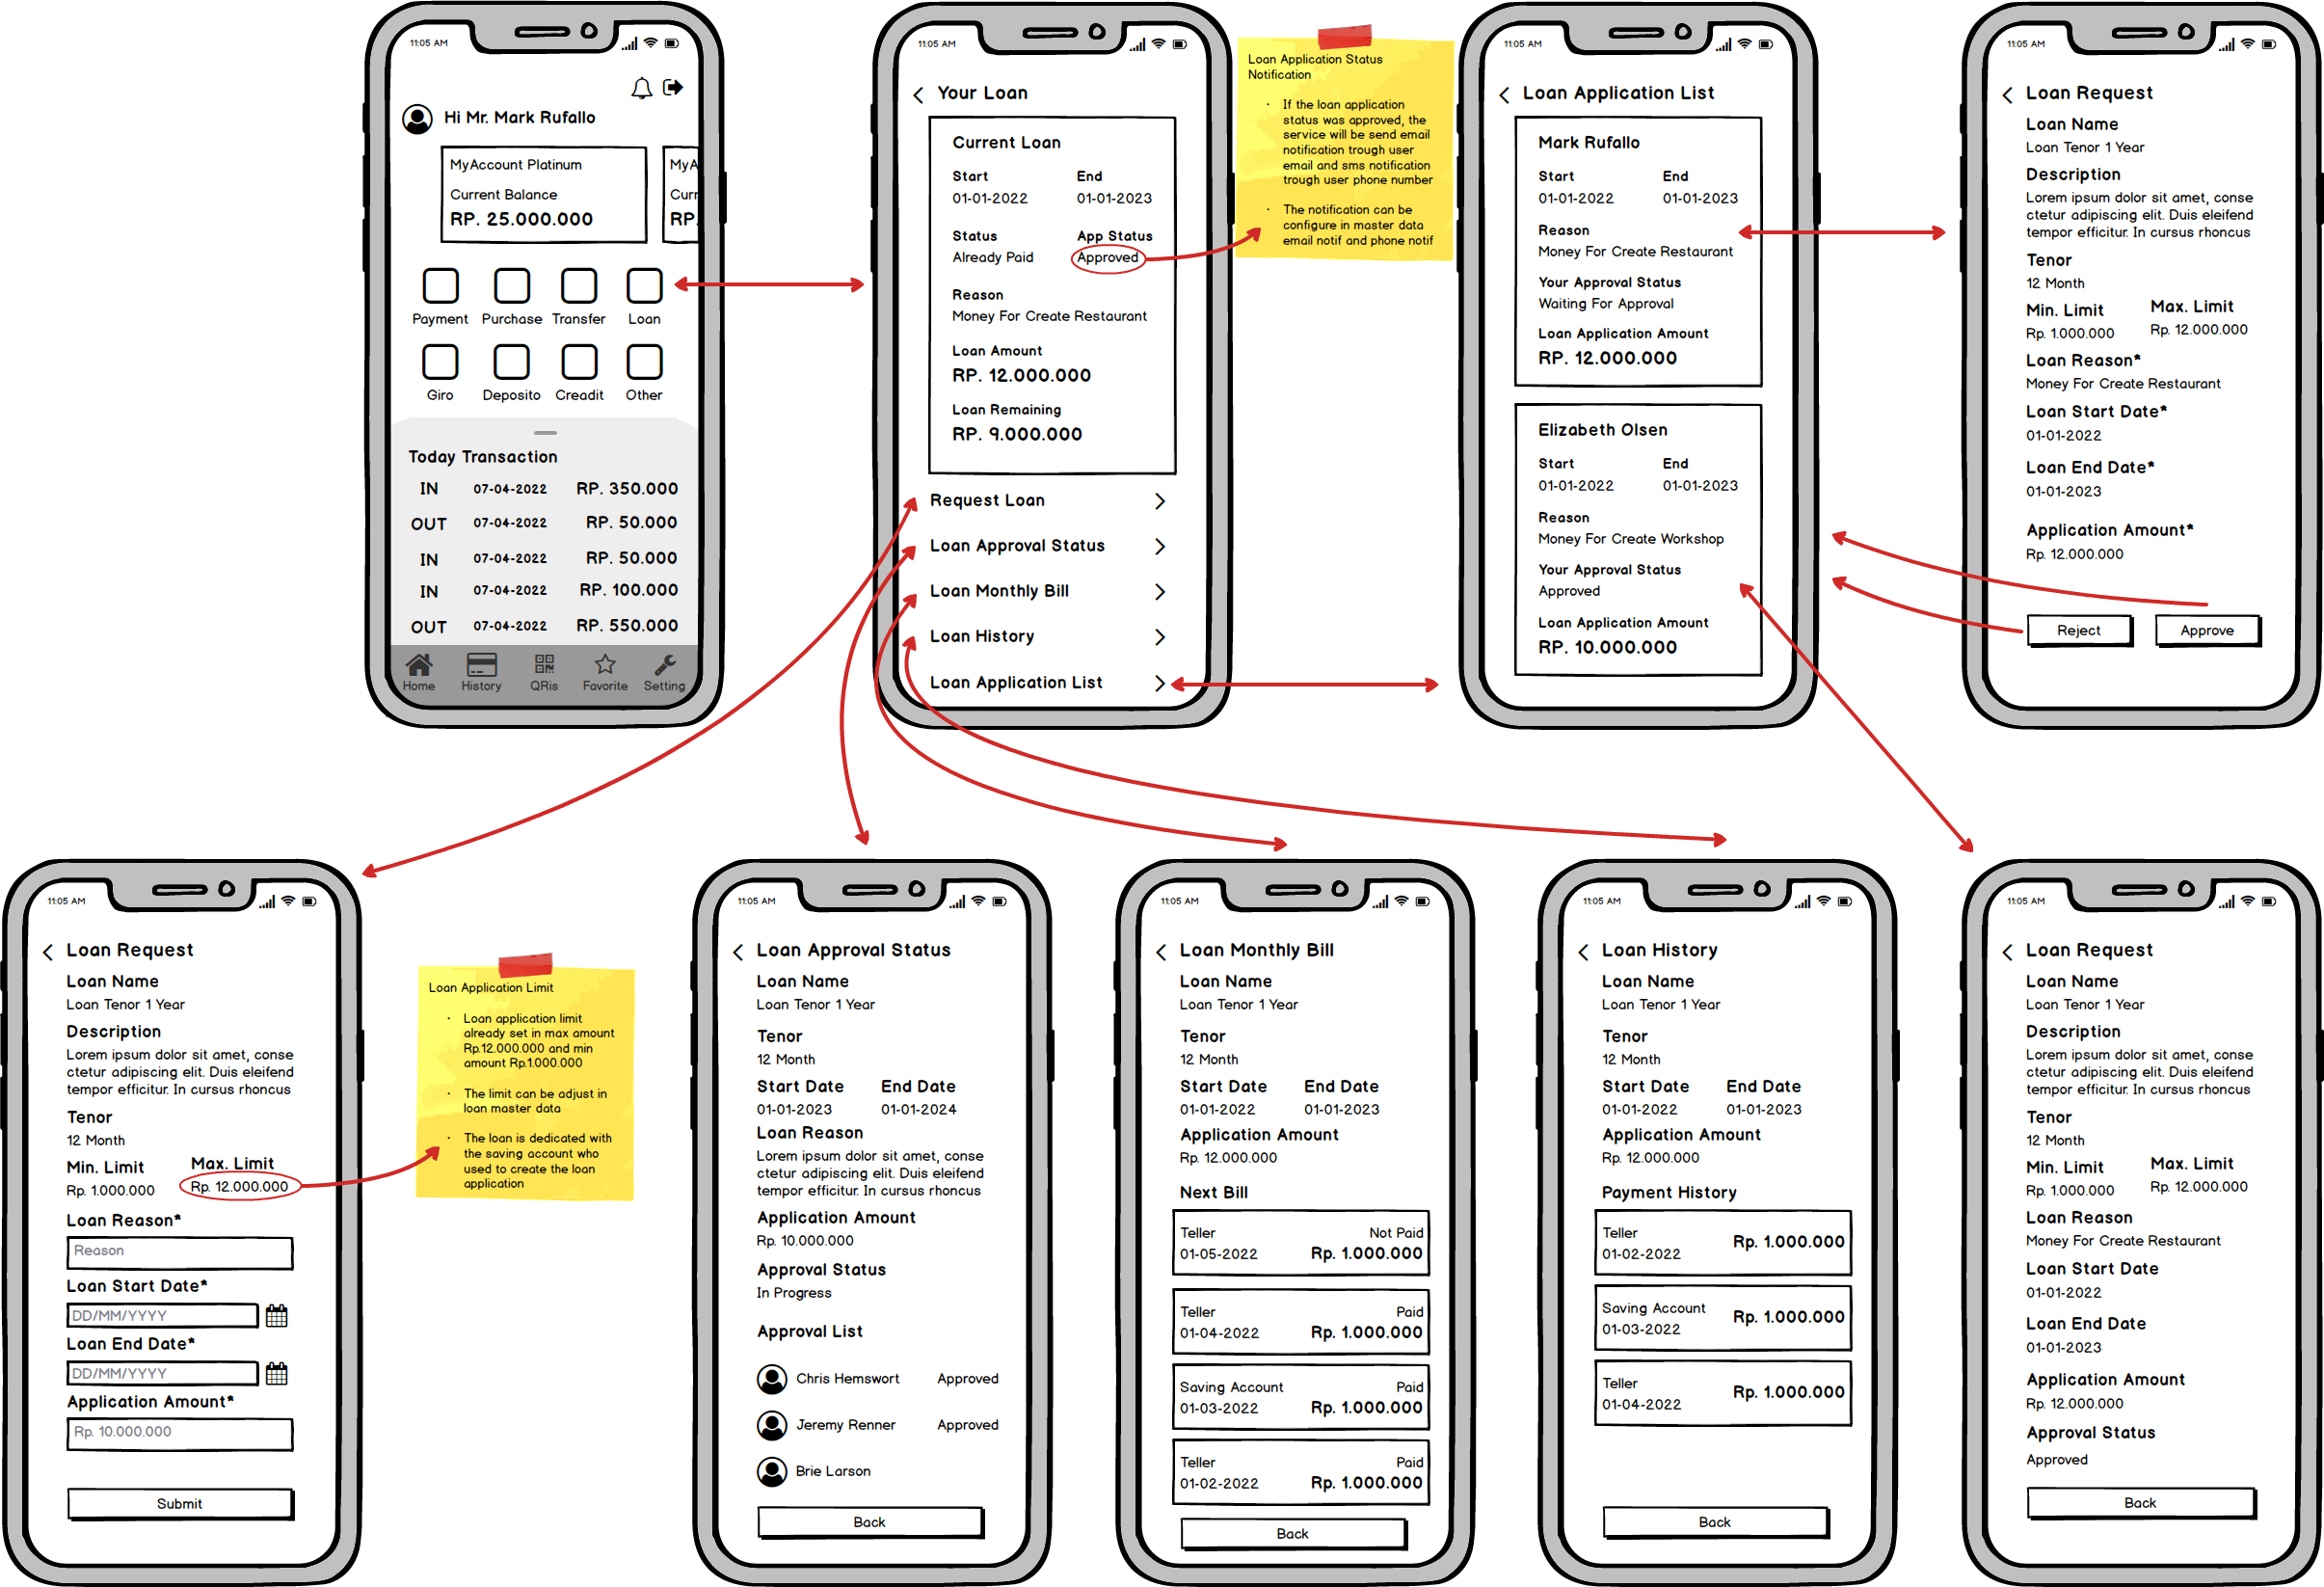 11:05 AM
Hi Mr. Mark Rufallo
MyAccount Platinum
Current Balance
RP. 25.000.000
MyA
Curr
RP.
Payment Purchase Transfer Loan
Giro Deposito Creadit Other
Today Transaction
IN 07-04-2022 RP. 350.000
OUT 07-04-2022 RP. 50.000
IN 07-04-2022 RP. 50.000
IN 07-04-2022 RP. 100.000
OUT 07-04-2022 RP. 550.000
Home History QRis Favorite Setting
11:05 AM
Your Loan
Current Loan
Start End
01-01-2022 01-01-2023
Status App Status
Already Paid Approved
Reason
Money For Create Restaurant
Loan Amount
RP. 12.000.000
Loan Remaining
RP. 9.000.000
Request Loan
Loan Approval Status
Loan Monthly Bill
Loan History
Loan Application List
Loan Application Status
Notification
· If the loan application
status was approved, the
service will be send email
notification trough user
email and sms notification
trough user phone number
· The notification can be
configure in master data
email notif and phone notif
11:05 AM
Loan Application List
Mark Rufallo
Start End
01-01-2022 01-01-2023
Reason
Money For Create Restaurant
Your Approval Status
Waiting For Approval
Loan Application Amount
RP. 12.000.000
Elizabeth Olsen
Start End
01-01-2022 01-01-2023
Reason
Money For Create Workshop
Your Approval Status
Approved
Loan Application Amount
RP. 10.000.000
11:05 AM
Loan Request
Loan Name
Loan Tenor 1 Year
Description
Lorem ipsum dolor sit amet, conse
ctetur adipiscing elit. Duis eleifend
tempor efficitur. In cursus rhoncus
Tenor
12 Month
Min. Limit Max. Limit
Rp. 1.000.000 Rp. 12.000.000
Loan Reason*
Money For Create Restaurant
Loan Start Date*
01-01-2022
Loan End Date*
01-01-2023
Application Amount*
Rp. 12.000.000
Reject Approve
11:05 AM
Loan Request
Loan Name
Loan Tenor 1 Year
Description
Lorem ipsum dolor sit amet, conse
ctetur adipiscing elit. Duis eleifend
tempor efficitur. In cursus rhoncus
Tenor
12 Month
Min. Limit Max. Limit
Rp. 1.000.000 Rp. 12.000.000
Loan Reason*
Reason
Loan Start Date*
DD/MM/YYYY
Loan End Date*
DD/MM/YYYY
Application Amount*
Rp. 10.000.000
Submit
Loan Application Limit
· Loan application limit
already set in max amount
Rp.12.000.000 and min
amount Rp.1.000.000
· The limit can be adjust in
loan master data
· The loan is dedicated with
the saving account who
used to create the loan
application
11:05 AM
Loan Approval Status
Loan Name
Loan Tenor 1 Year
Tenor
12 Month
Start Date End Date
01-01-2023 01-01-2024
Loan Reason
Lorem ipsum dolor sit amet, conse
ctetur adipiscing elit. Duis eleifend
tempor efficitur. In cursus rhoncus
Application Amount
Rp. 10.000.000
Approval Status
In Progress
Approval List
Chris Hemswort Approved
Jeremy Renner Approved
Brie Larson
Back
11:05 AM
Loan Monthly Bill
Loan Name
Loan Tenor 1 Year
Tenor
12 Month
Start Date End Date
01-01-2022 01-01-2023
Application Amount
Rp. 12.000.000
Next Bill
Teller Not Paid
01-05-2022 Rp. 1.000.000
Teller Paid
01-04-2022 Rp. 1.000.000
Saving Account Paid
01-03-2022 Rp. 1.000.000
Teller Paid
01-02-2022 Rp. 1.000.000
Back
11:05 AM
Loan History
Loan Name
Loan Tenor 1 Year
Tenor
12 Month
Start Date End Date
01-01-2022 01-01-2023
Application Amount
Rp. 12.000.000
Payment History
Teller
01-02-2022 Rp. 1.000.000
Saving Account
01-03-2022 Rp. 1.000.000
Teller
01-04-2022 Rp. 1.000.000
Back
11:05 AM
Loan Request
Loan Name
Loan Tenor 1 Year
Description
Lorem ipsum dolor sit amet, conse
ctetur adipiscing elit. Duis eleifend
tempor efficitur. In cursus rhoncus
Tenor
12 Month
Min. Limit Max. Limit
Rp. 1.000.000 Rp. 12.000.000
Loan Reason
Money For Create Restaurant
Loan Start Date
01-01-2022
Loan End Date
01-01-2023
Application Amount
Rp. 12.000.000
Approval Status
Approved
Back